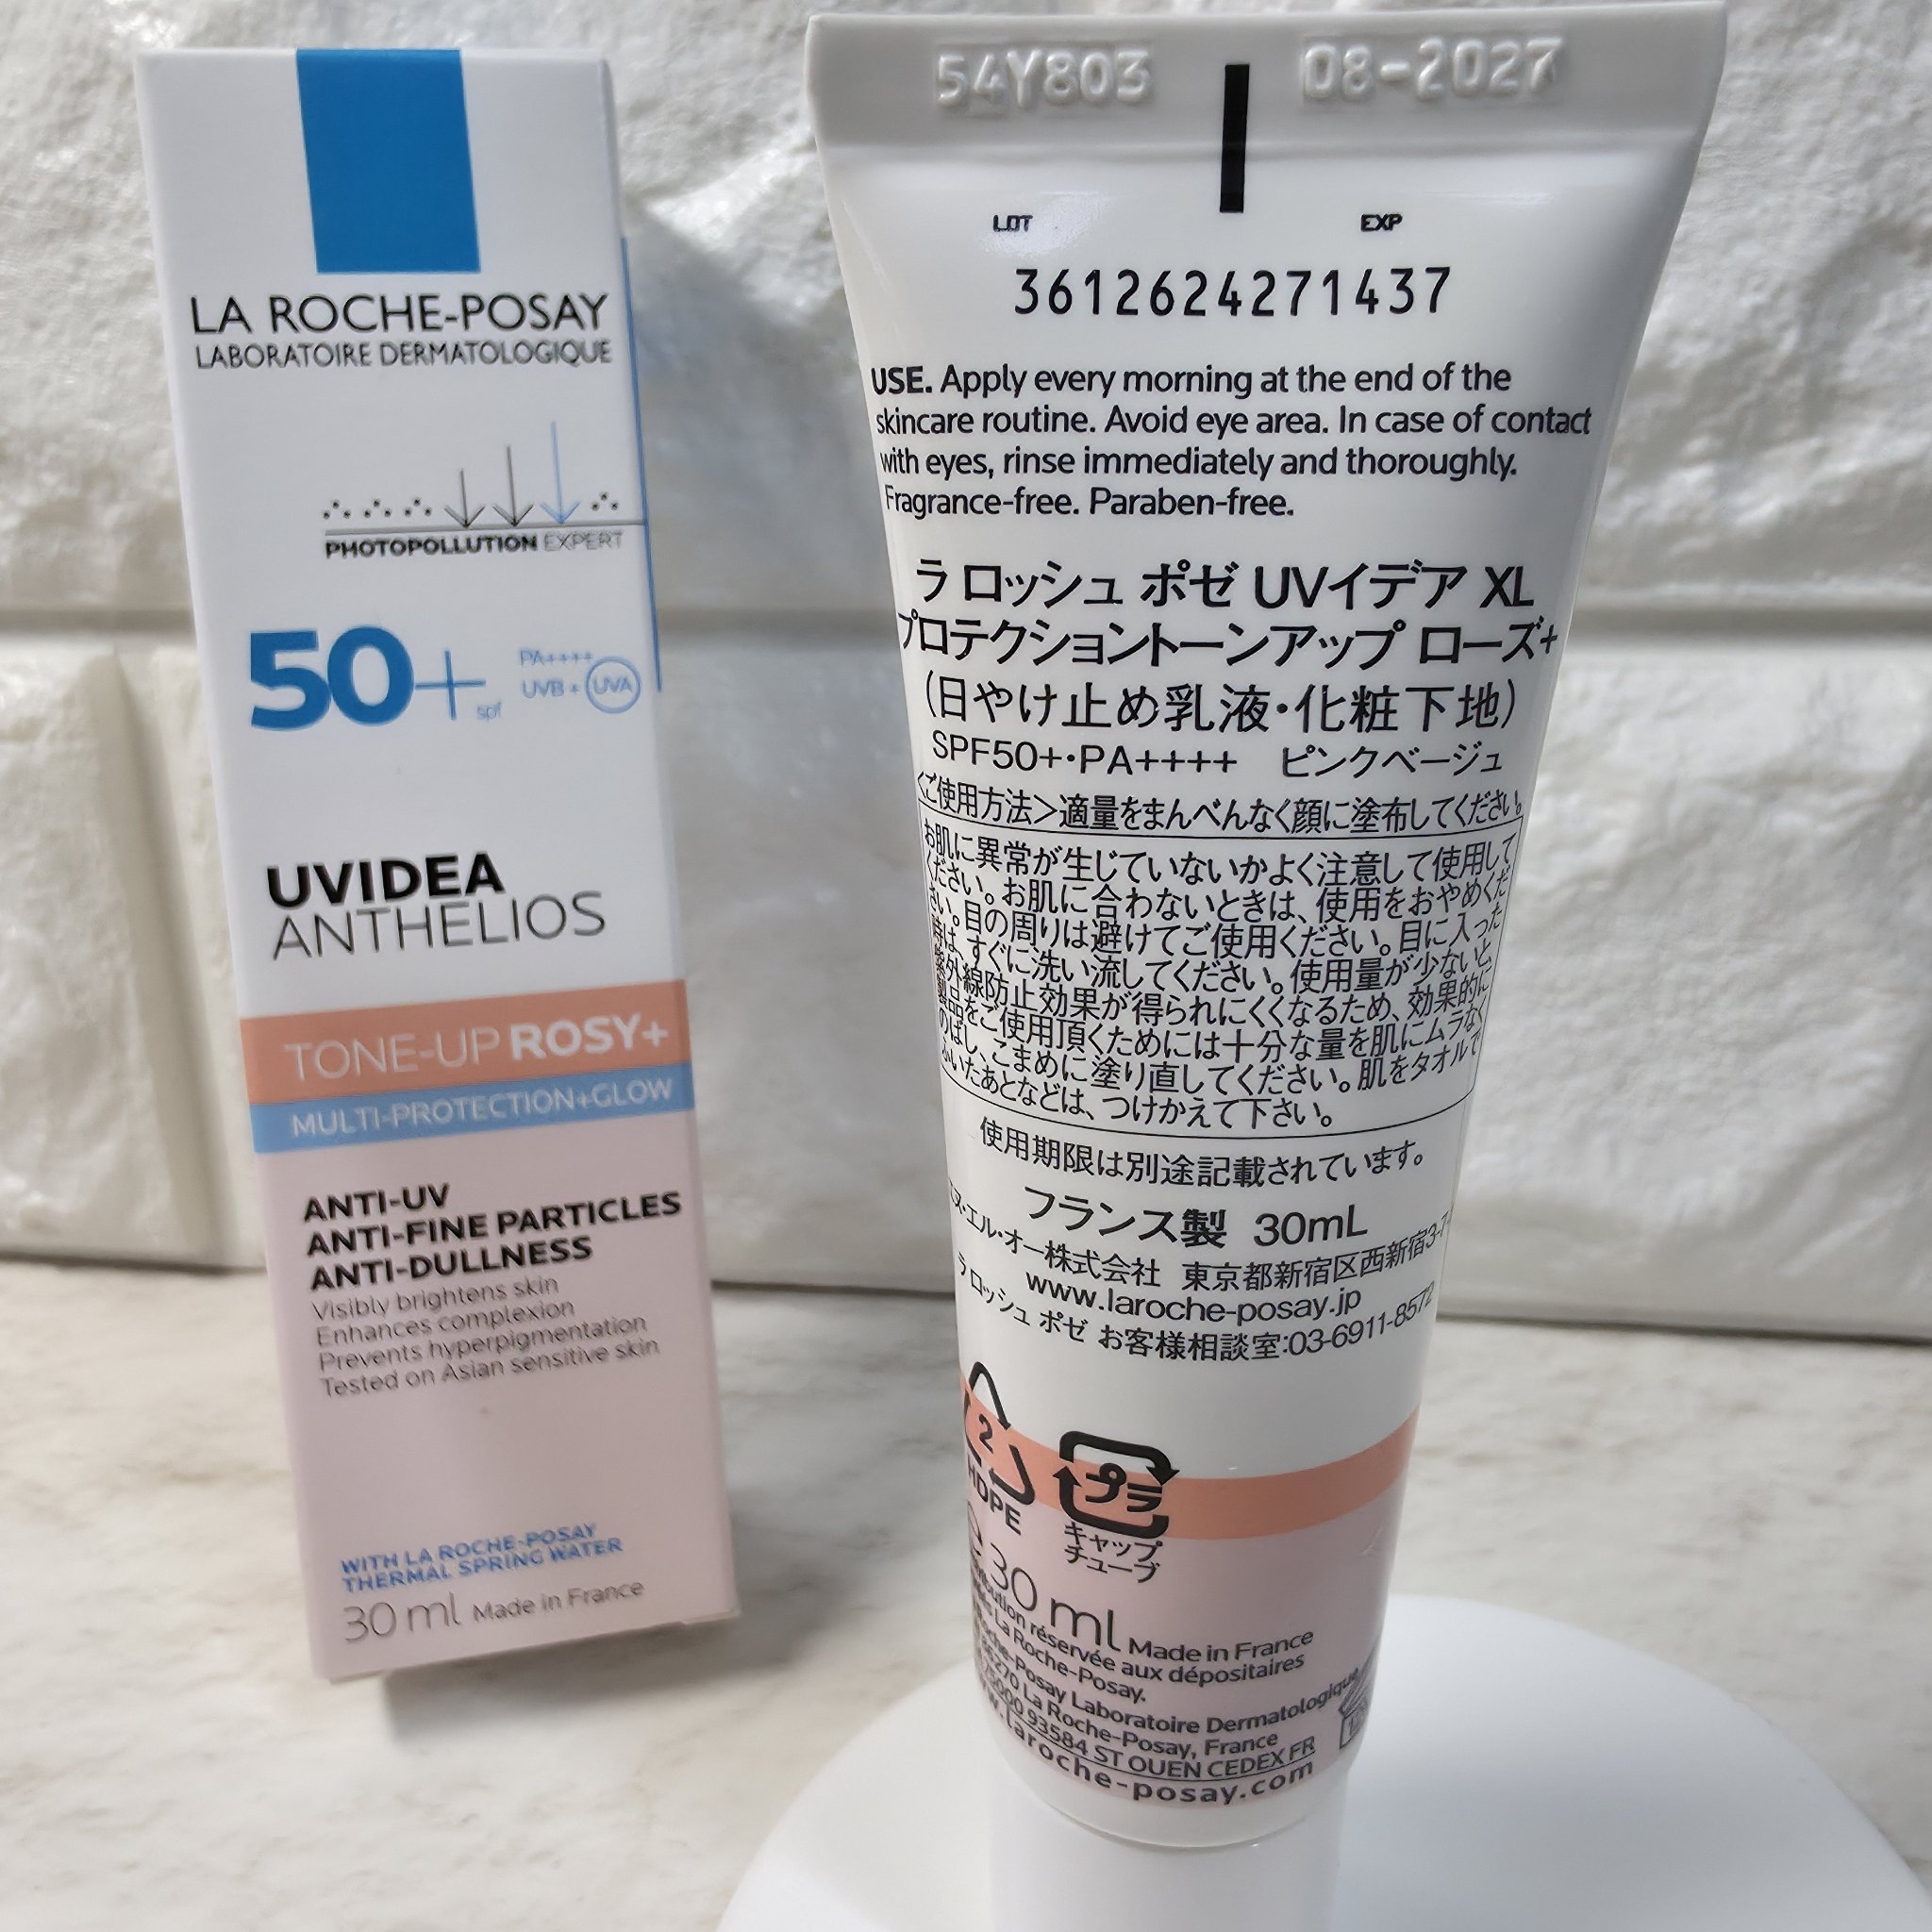 LA ROCHE-POSAY
LABORATOIRE DERMATOLOGIQUE
PHOTOPOLLUTION EXPERT
50+ spf
PA++++
UVB + UVA
UVIDEA
ANTHELIOS
TONE-UP ROSY+
MULTI-PROTECTION+GLOW
ANTI-UV
ANTI-FINE PARTICLES
ANTI-DULLNESS
Visibly brightens skin
Enhances complexion
Prevents hyperpigmentation
Tested on Asian sensitive skin
WITH LA ROCHE-POSAY
THERMAL SPRING WATER
30 ml Made in France
54Y803 08-2027
LOT EXP
3612624271437
USE. Apply every morning at the end of the
skincare routine. Avoid eye area. In case of contact
with eyes, rinse immediately and thoroughly.
Fragrance-free. Paraben-free.
ラ ロッシュ ポゼ UVイデア XL
プロテクショントーンアップ ローズ+
(日やけ止め乳液・化粧下地)
SPF50+・PA++++ ピンクベージュ
<ご使用方法>適量をまんべんなく顔に塗布してください。
お肌に異常が生じていないかよく注意して使用して
ください。お肌に合わないときは、使用をおやめくだ
さい。目の周りは避けてご使用ください。目に入った
時は、すぐに洗い流してください。使用量が少ないと、
紫外線防止効果が得られにくくなるため、効果的に
製品をご使用頂くためには十分な量を肌にムラなく
のばし、こまめに塗り直してください。肌をタオルで
ふいたあとなどは、つけかえて下さい。
使用期限は別途記載されています。
フランス製 30mL
エル・オー株式会社 東京都新宿区西新宿3-7-
www.laroche-posay.jp
ラ ロッシュ ポゼ お客様相談室:03-6911-8572
2
HDPE
プラ
キャップ
チューブ
e 30 ml Made in France
réservée aux dépositaires
La Roche-Posay.
Posay Laboratoire Dermatologique
86270 La Roche-Posay, France
93584 ST OUEN CEDEX FR
laroche-posay.com